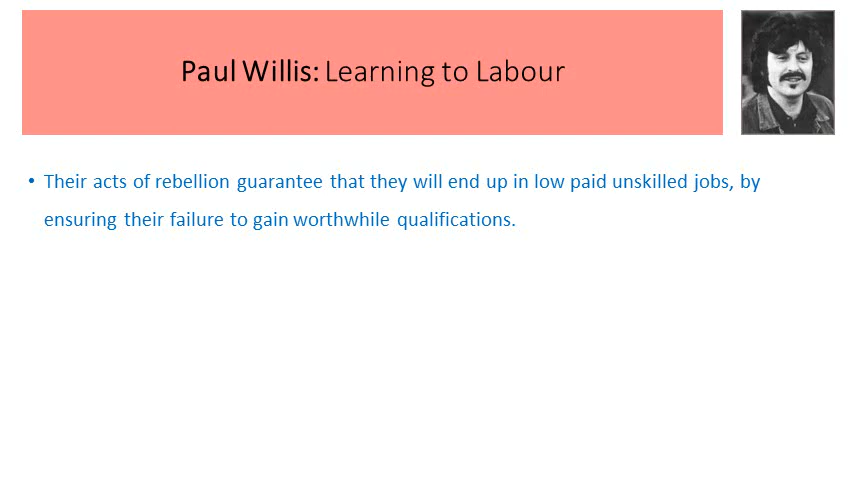 Paul Willis: Learning to Labour
• Their acts of rebellion guarantee that they will end up in low paid unskilled jobs, by
ensuring their failure to gain worthwhile qualifications.